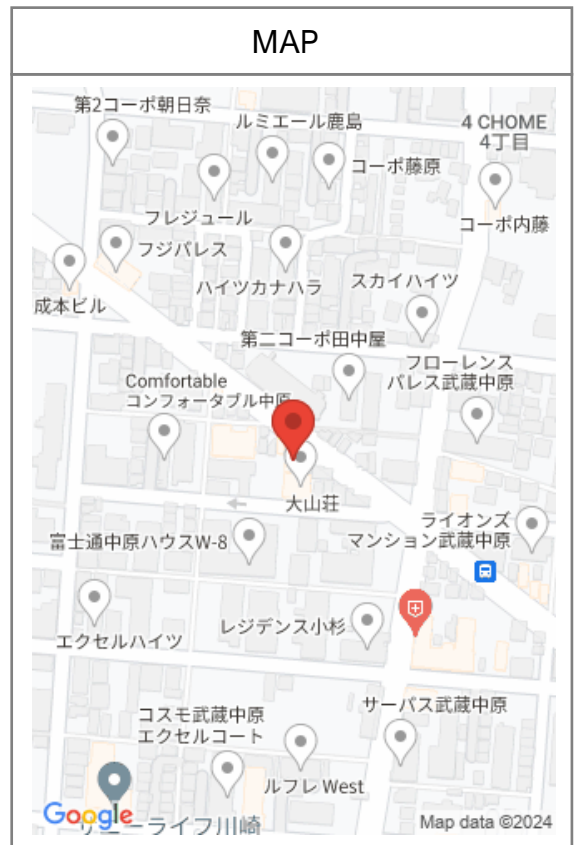 MAP
第2コーポ朝日奈
ルミエール鹿島
4 CHOME
4丁目
コーポ藤原
フレジュール
コーポ内藤
フジパレス
ハイツカナハラ
スカイハイツ
成本ビル
第二コーポ田中屋
フローレンス
パレス武蔵中原
Comfortable
コンフォータブル中原
大山荘
ライオンズ
マンション武蔵中原
富士通中原ハウスW-8
レジデンス小杉
エクセルハイツ
サーパス武蔵中原
コスモ武蔵中原
エクセルコート
ルフレ West
Google
ーライフ川崎
Map data ©2024